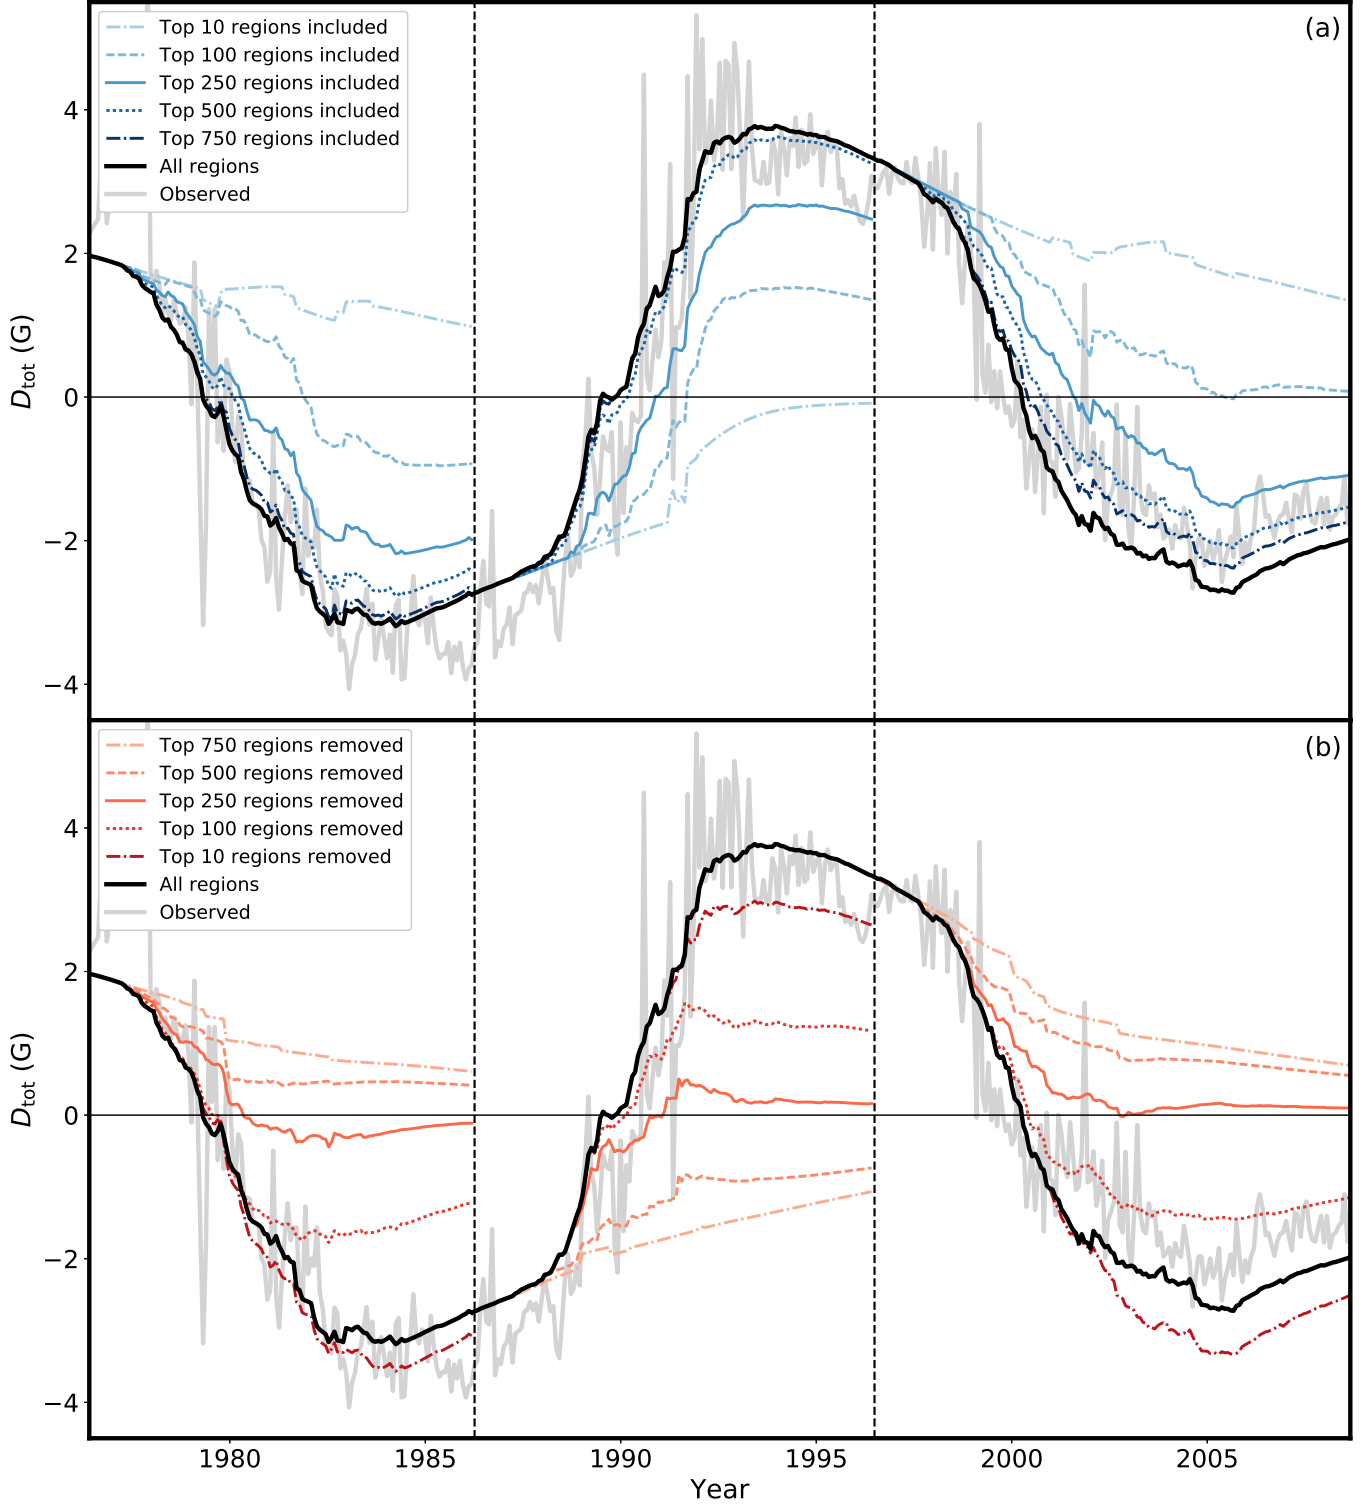 (a)
Top 10 regions included
Top 100 regions included
Top 250 regions included
Top 500 regions included
Top 750 regions included
All regions
Observed
4
2
0
−2
−4
D_tot (G)
(b)
Top 750 regions removed
Top 500 regions removed
Top 250 regions removed
Top 100 regions removed
Top 10 regions removed
All regions
Observed
4
2
0
−2
−4
D_tot (G)
1980 1985 1990 1995 2000 2005
Year